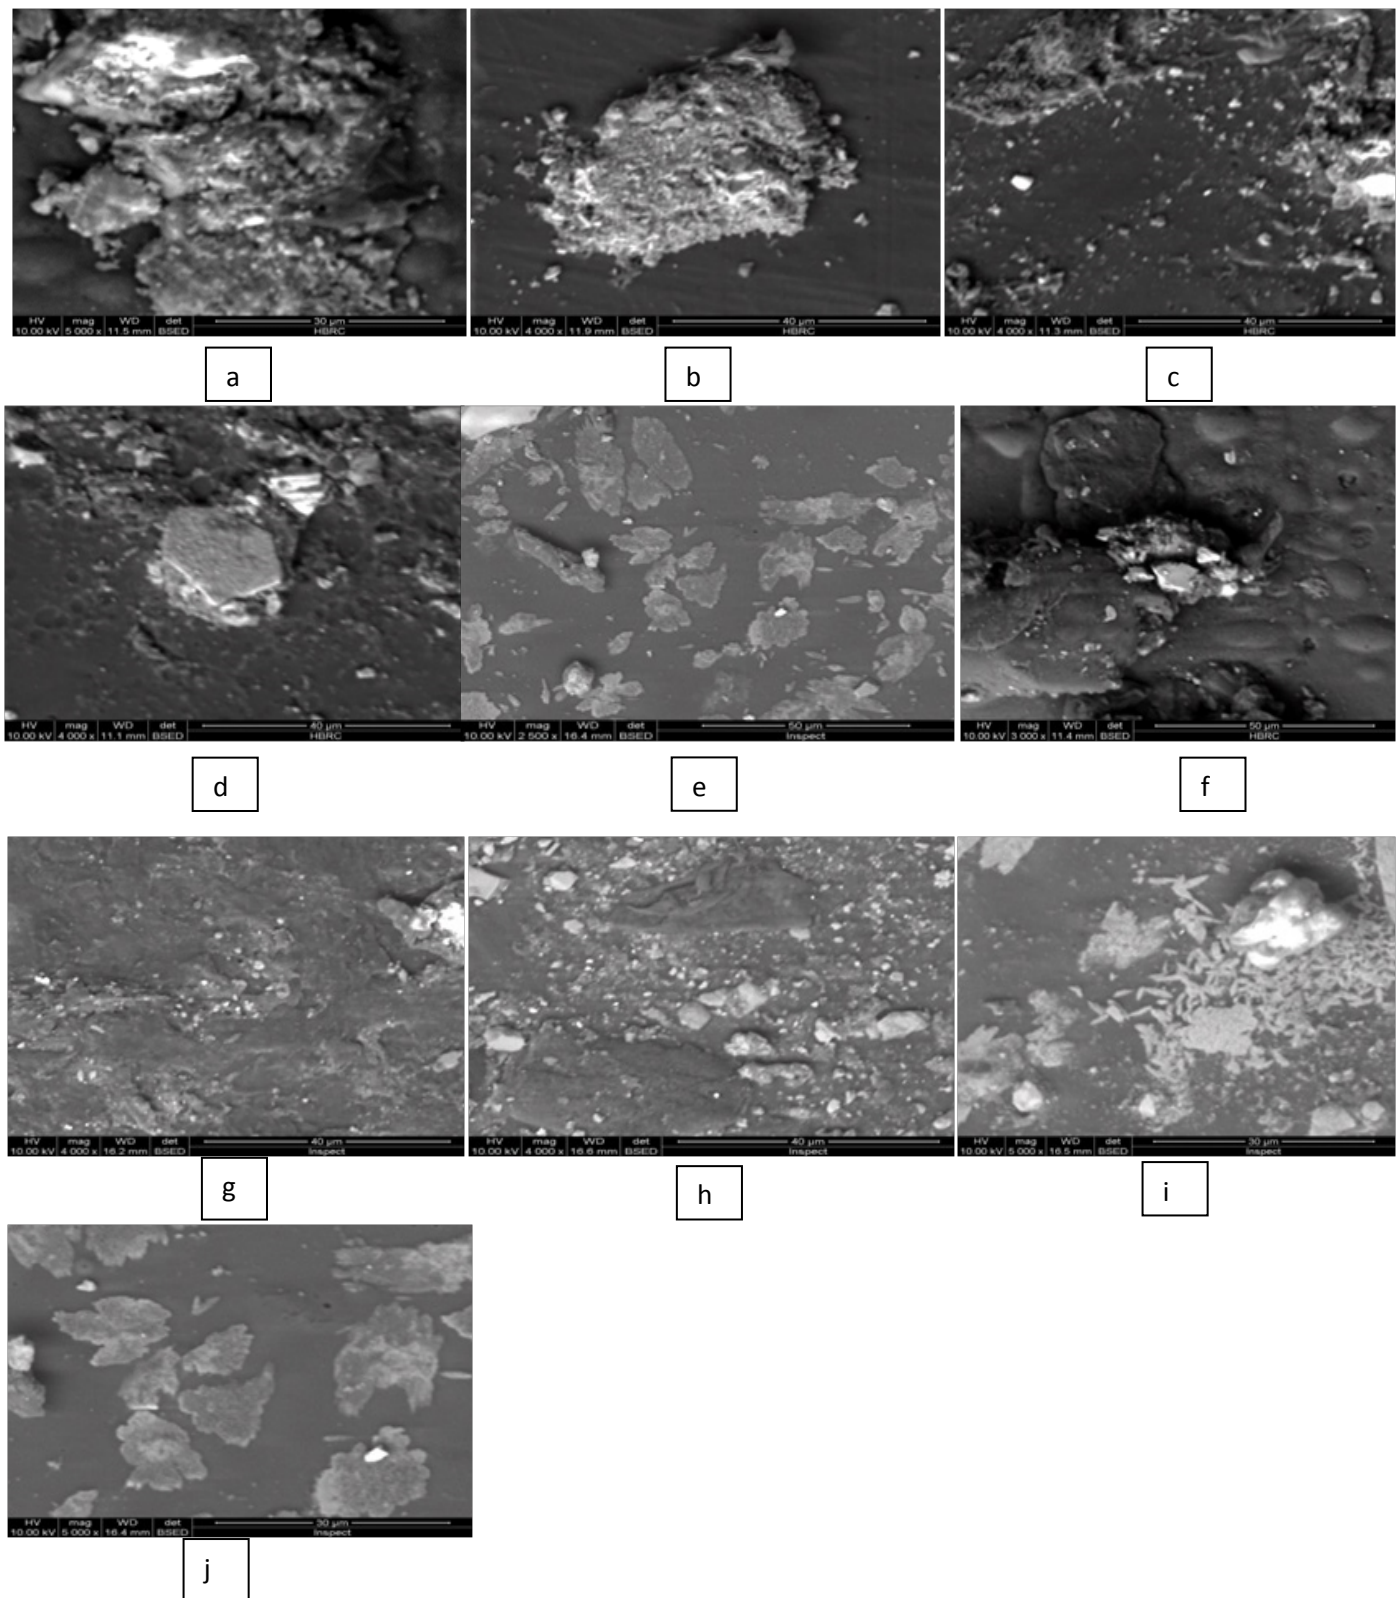 HV mag WD det 30 µm
10.00 kV 5 000 x 11.5 mm BSED HBRC
HV mag WD det 40 µm
10.00 kV 4 000 x 11.9 mm BSED HBRC
HV mag WD det 40 µm
10.00 kV 4 000 x 11.3 mm BSED HBRC
a
b
c
HV mag WD det 40 µm
10.00 kV 4 000 x 11.1 mm BSED HBRC
HV mag WD det 50 µm
10.00 kV 2 500 x 16.4 mm BSED Inspect
HV mag WD det 50 µm
10.00 kV 3 000 x 11.4 mm BSED HBRC
d
e
f
HV mag WD det 40 µm
10.00 kV 4 000 x 16.2 mm BSED Inspect
HV mag WD det 40 µm
10.00 kV 4 000 x 16.6 mm BSED Inspect
HV mag WD det 30 µm
10.00 kV 5 000 x 16.5 mm BSED Inspect
g
h
i
HV mag WD det 30 µm
10.00 kV 5 000 x 16.4 mm BSED Inspect
j